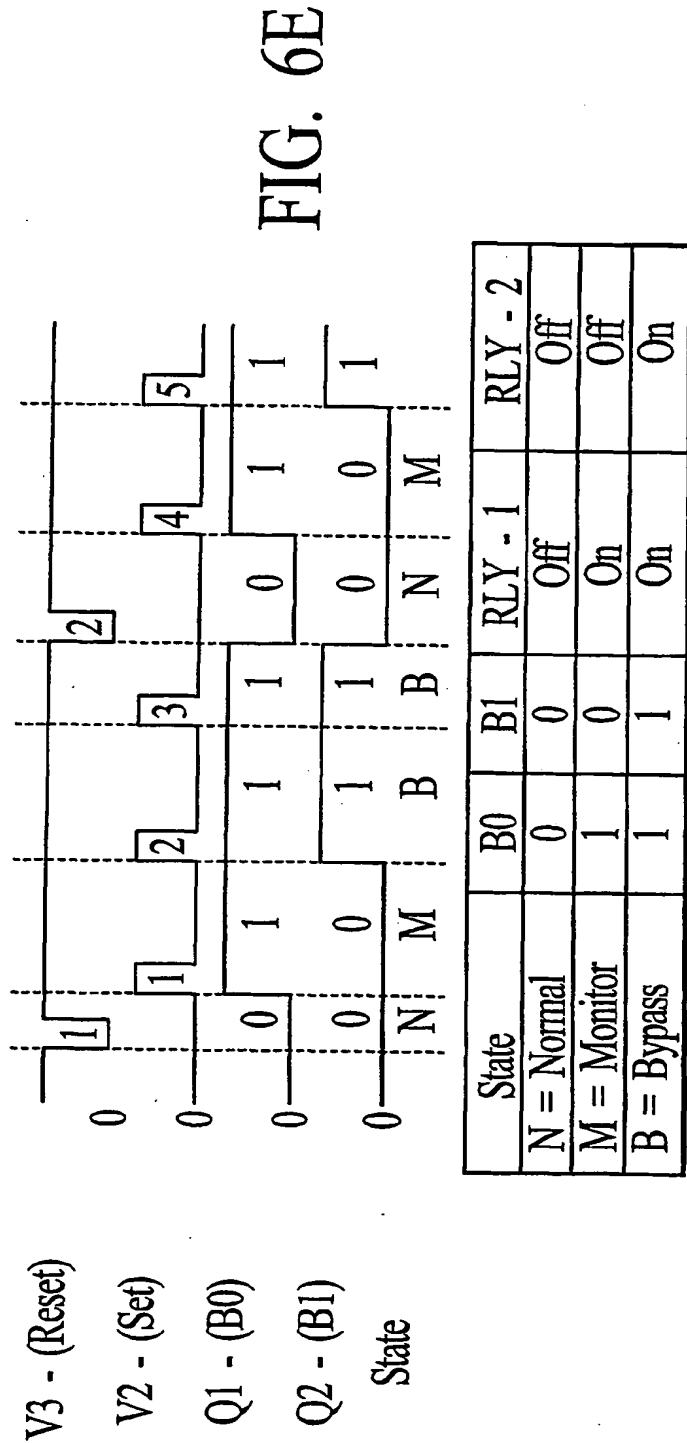 FIG. 6E
V3 - (Reset) 0 1 2
V2 - (Set) 0 1 2 3 4 5
Q1 - (B0) 0 0 1 1 1 0 1 1
Q2 - (B1) 0 0 0 1 1 0 0 1
State N M B B N M
State B0 B1 RLY - 1 RLY - 2
N = Normal 0 0 Off Off
M = Monitor 1 0 On Off
B = Bypass 1 1 On On